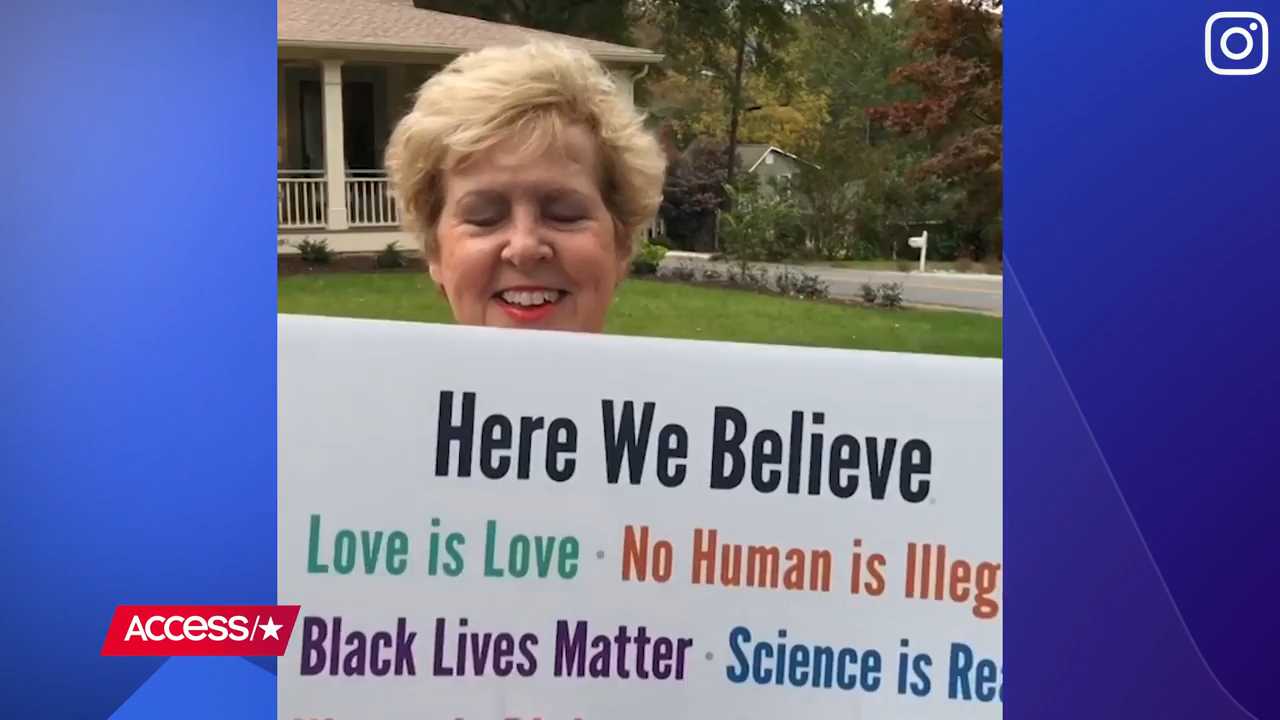 Here We Believe
Love is Love · No Human is Illeg
Black Lives Matter · Science is Rea
ACCESS/★